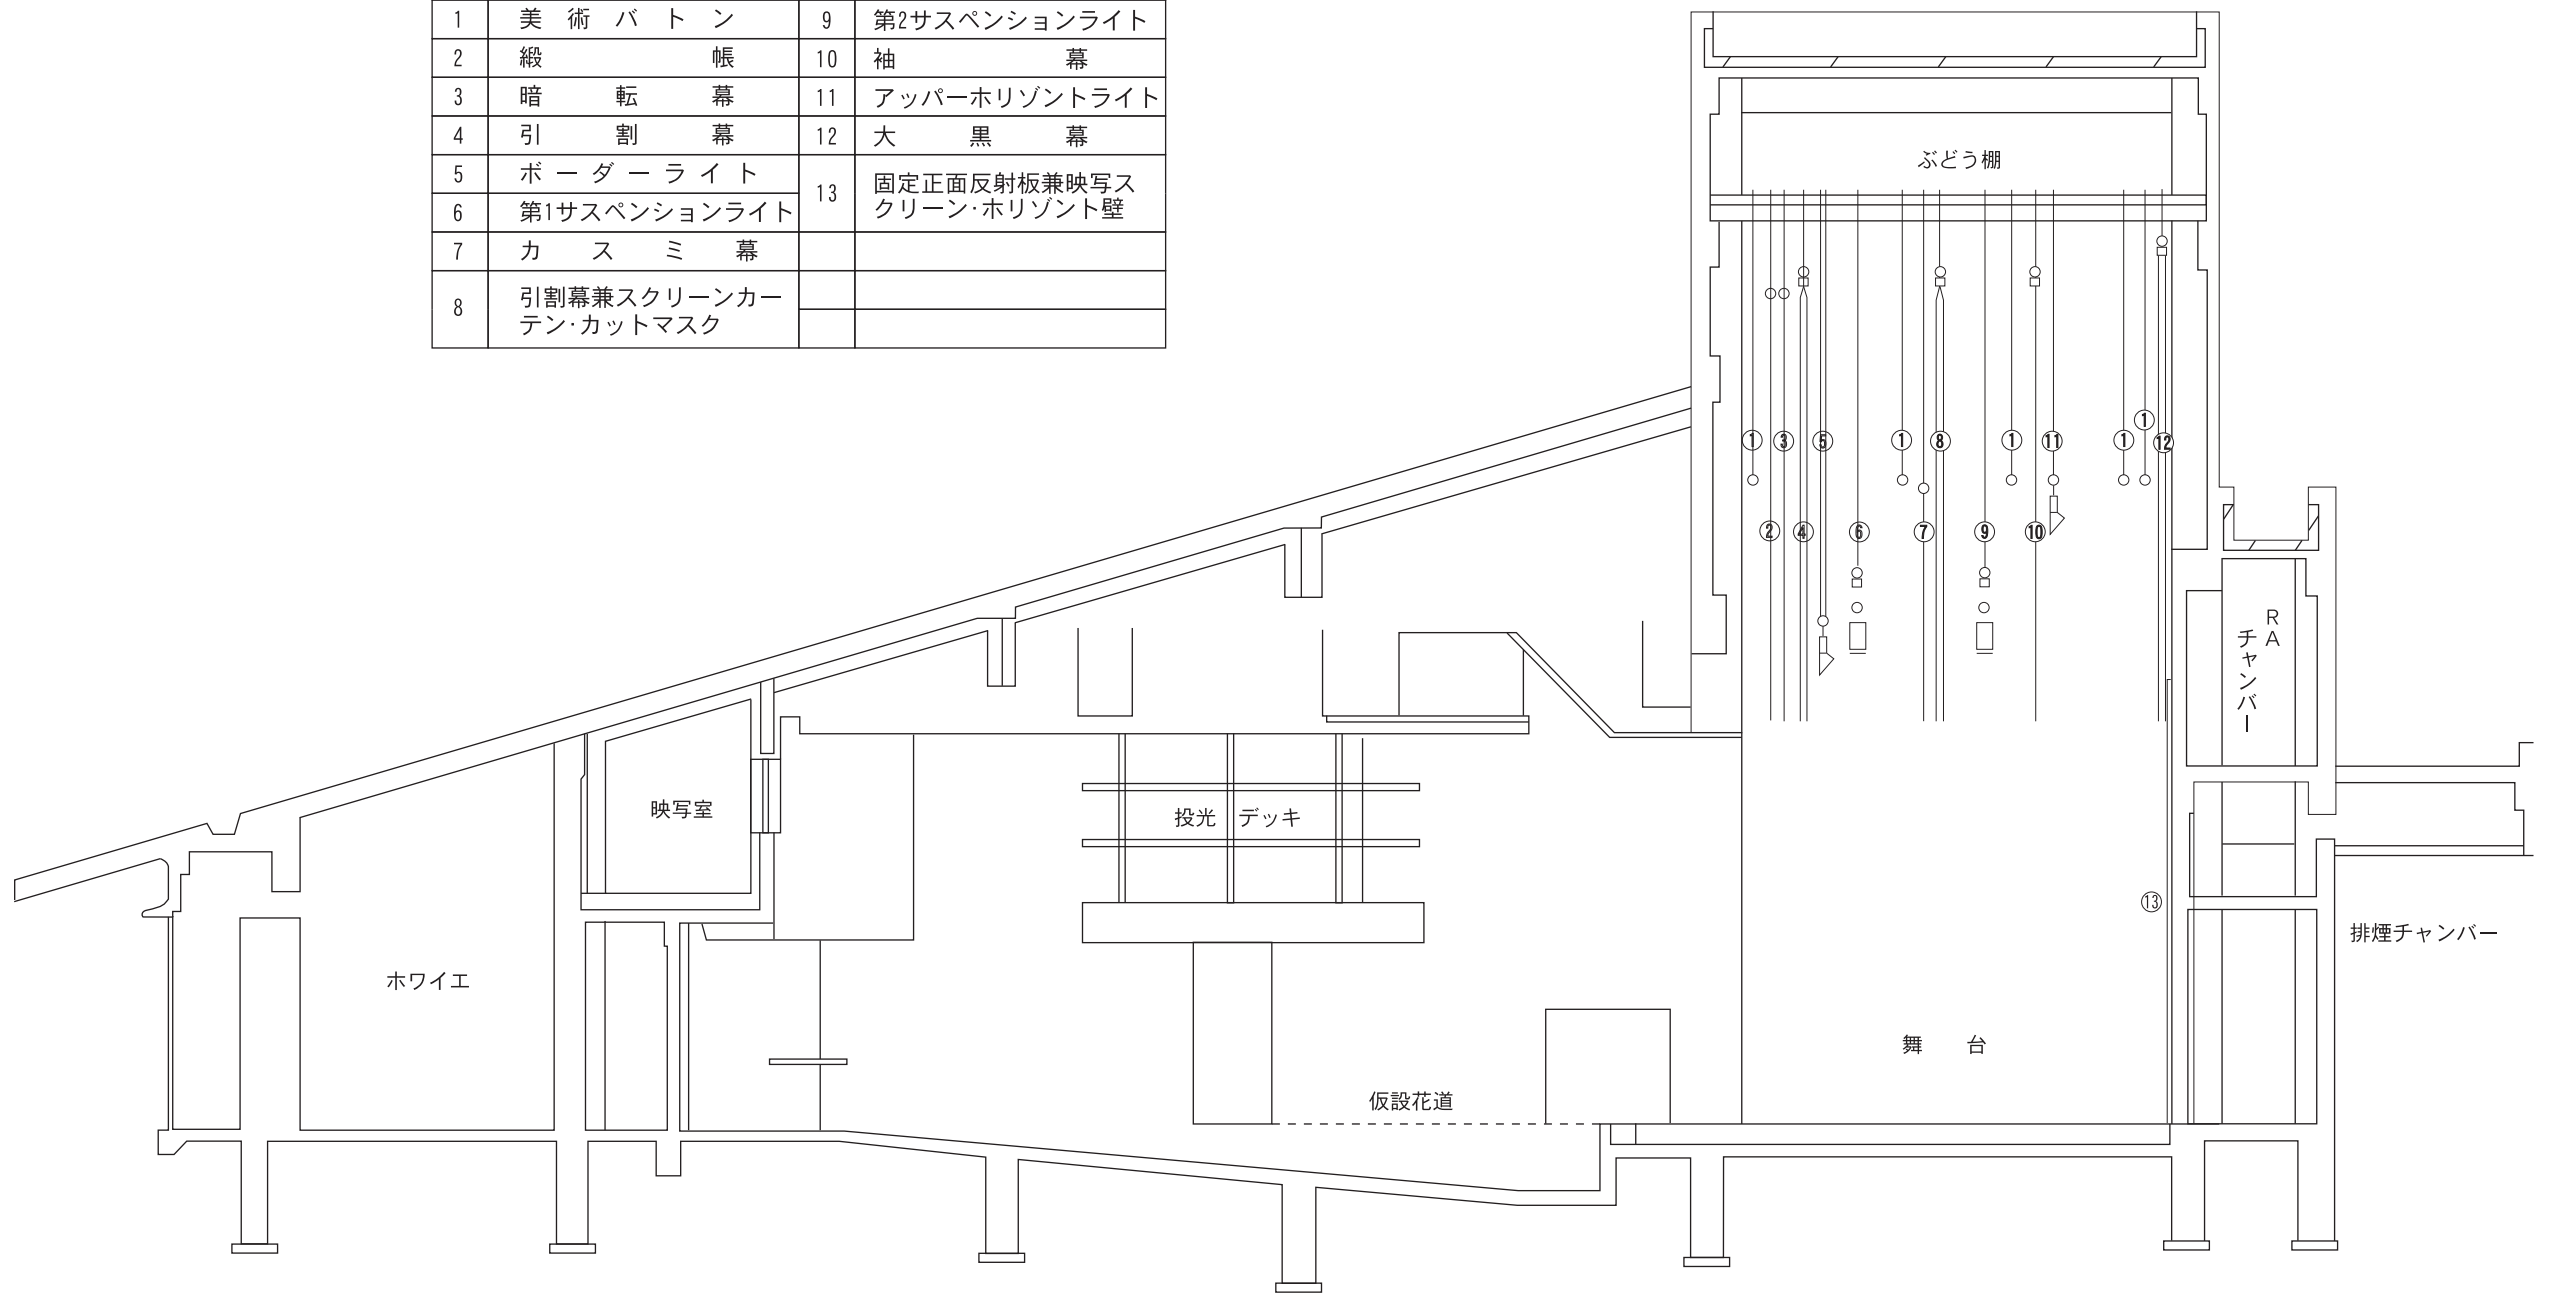 1 美術バトン 9 第2サスペンションライト
2 緞帳 10 袖幕
3 暗転幕 11 アッパーホリゾントライト
4 引割幕 12 大黒幕
5 ボーダーライト 13 固定正面反射板兼映写ス
クリーン･ホリゾント壁
6 第1サスペンションライト
7 カスミ幕
8 引割幕兼スクリーンカー
テン･カットマスク
ぶどう棚
① ③ ⑤ ① ⑧ ① ⑪ ① ① ⑫
② ④ ⑥ ⑦ ⑨ ⑩
RA
チャンバー
映写室
投光 デッキ
⑬
排煙チャンバー
ホワイエ
舞台
仮設花道